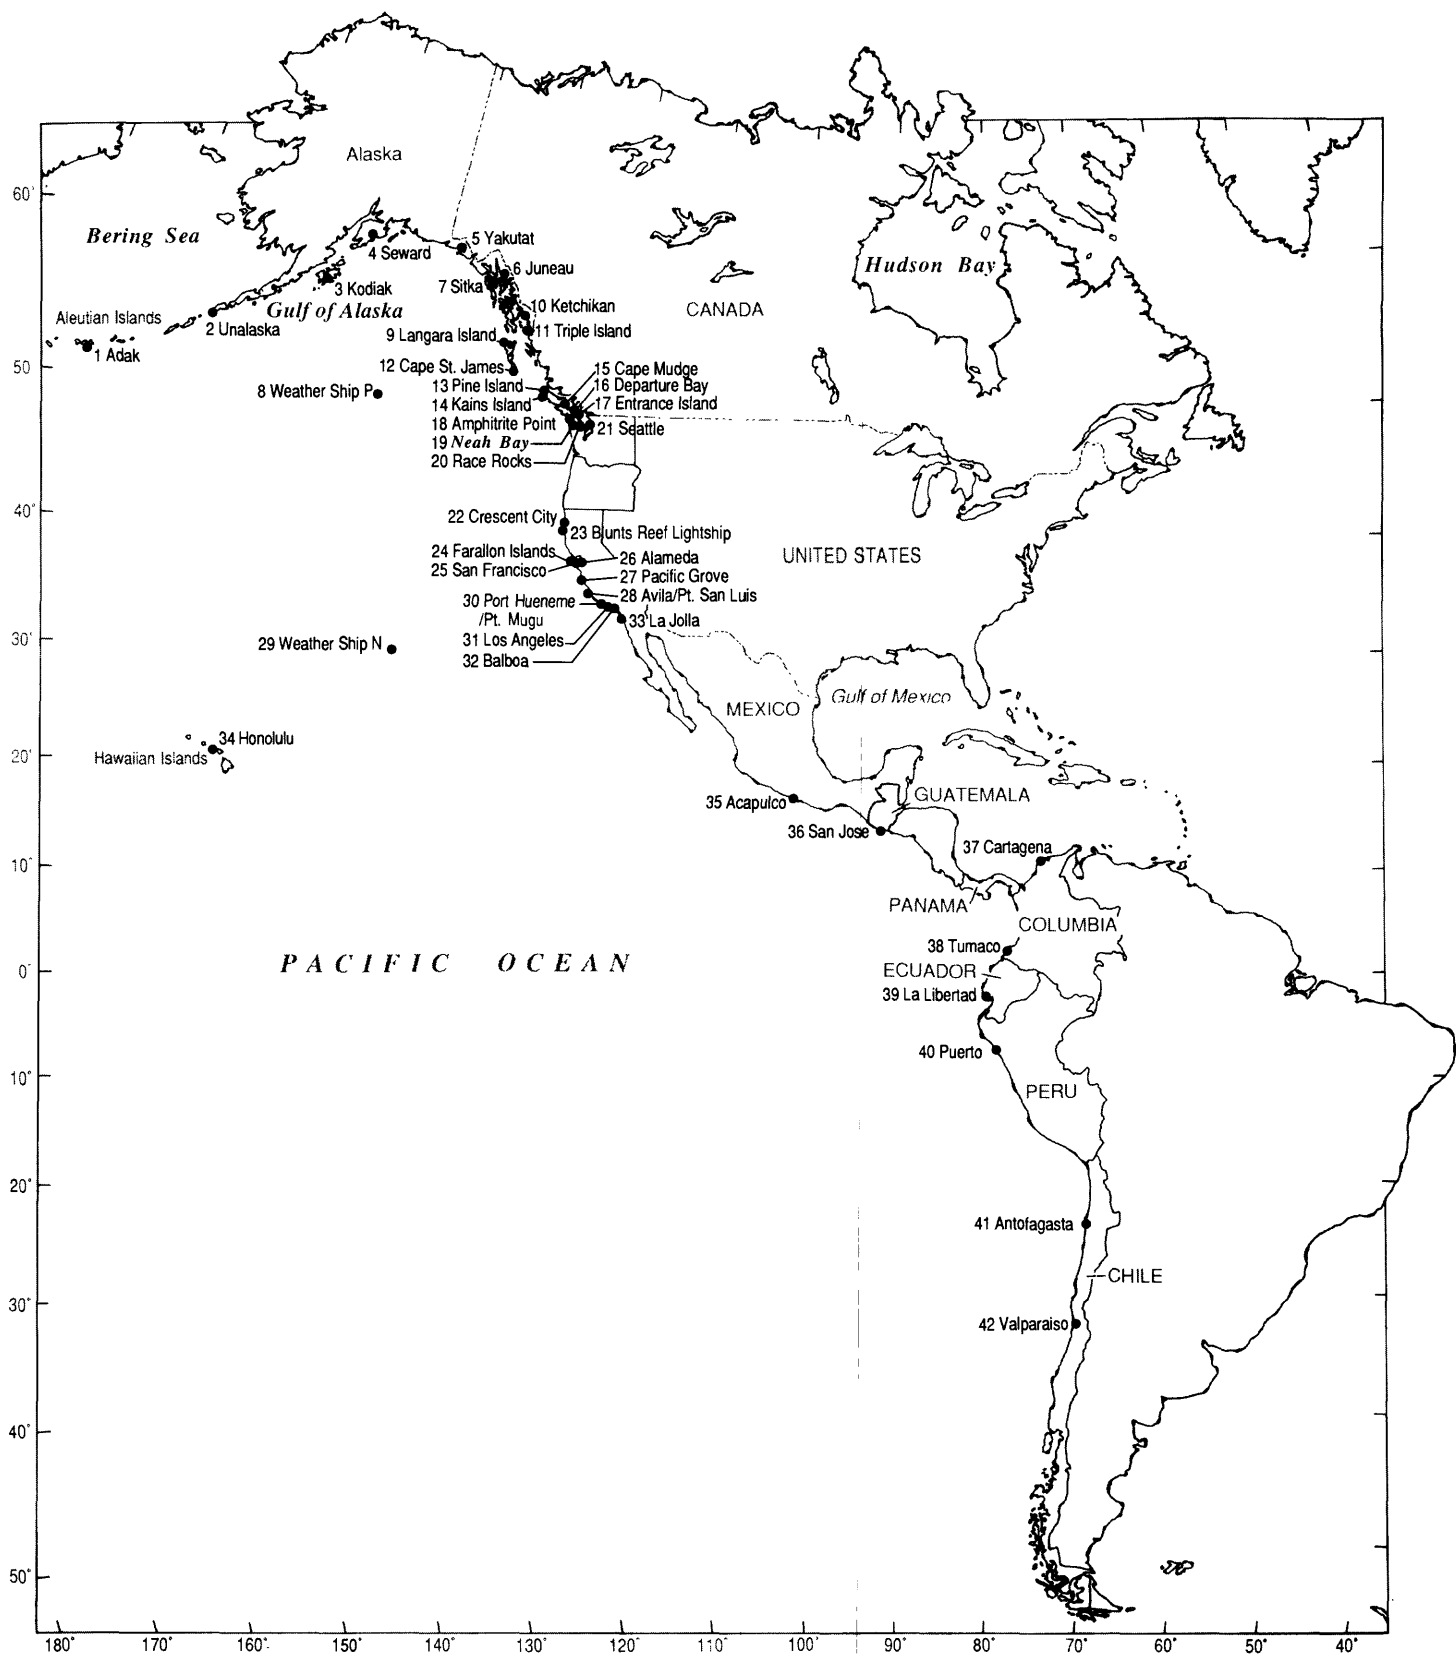 Alaska
60°
Bering Sea
5 Yakutat
4 Seward
6 Juneau
Hudson Bay
7 Sitka
3 Kodiak
Gulf of Alaska
10 Ketchikan
CANADA
Aleutian Islands
2 Unalaska
11 Triple Island
9 Langara Island
1 Adak
50°
12 Cape St. James
15 Cape Mudge
8 Weather Ship P
13 Pine Island
16 Departure Bay
14 Kains Island
17 Entrance Island
18 Amphitrite Point
21 Seattle
19 Neah Bay
20 Race Rocks
40°
22 Crescent City
23 Blunts Reef Lightship
24 Farallon Islands
26 Alameda
UNITED STATES
25 San Francisco
27 Pacific Grove
28 Avila/Pt. San Luis
30 Port Hueneme
/Pt. Mugu
33 La Jolla
30°
29 Weather Ship N
31 Los Angeles
32 Balboa
MEXICO
Gulf of Mexico
34 Honolulu
20°
Hawaiian Islands
35 Acapulco
GUATEMALA
36 San Jose
37 Cartagena
10°
PANAMA
COLUMBIA
38 Tumaco
PACIFIC OCEAN
0°
ECUADOR
39 La Libertad
40 Puerto
10°
PERU
20°
41 Antofagasta
CHILE
30°
42 Valparaiso
40°
50°
180° 170° 160° 150° 140° 130° 120° 110° 100° 90° 80° 70° 60° 50° 40°